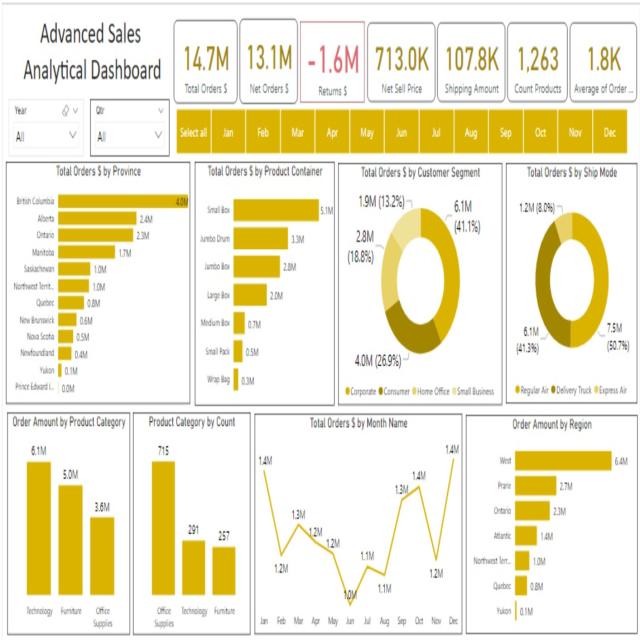 Advanced Sales
Analytical Dashboard
14.7M
Total Orders $
13.1M
Net Orders $
-1.6M
Returns $
713.0K
Net Sell Price
107.8K
Shipping Amount
1,263
Count Products
1.8K
Average of Order ...
Year
All
Qtr
All
Select all Jan Feb Mar Apr May Jun Jul Aug Sep Oct Nov Dec
Total Orders $ by Province
British Columbia 4.0M
Alberta 2.4M
Ontario 2.3M
Manitoba 1.7M
Saskachewan 1.0M
Northwest Territ... 1.0M
Quebec 0.8M
New Brunswick 0.6M
Nova Scotia 0.5M
Newfoundland 0.4M
Yukon 0.1M
Prince Edward I... 0.0M
Total Orders $ by Product Container
Small Box 5.1M
Jumbo Drum 3.3M
Jumbo Box 2.8M
Large Box 2.0M
Medium Box 0.7M
Small Pack 0.5M
Wrap Bag 0.3M
Total Orders $ by Customer Segment
1.9M (13.2%)
6.1M
(41.1%)
2.8M
(18.8%)
4.0M (26.9%)
Corporate Consumer Home Office Small Business
Total Orders $ by Ship Mode
1.2M (8.0%)
6.1M
(41.3%)
7.5M
(50.7%)
Regular Air Delivery Truck Express Air
Order Amount by Product Category
6.1M
5.0M
3.6M
Technology Furniture Office
Supplies
Product Category by Count
715
291
257
Office Technology Furniture
Supplies
Total Orders $ by Month Name
1.4M
1.2M
1.3M
1.2M
1.2M
1.0M
1.1M
1.1M
1.3M
1.4M
1.2M
1.4M
Jan Feb Mar Apr May Jun Jul Aug Sep Oct Nov Dec
Order Amount by Region
West 6.4M
Prarie 2.7M
Ontario 2.3M
Atlantic 1.4M
Northwest Terr... 1.0M
Quebec 0.8M
Yukon 0.1M